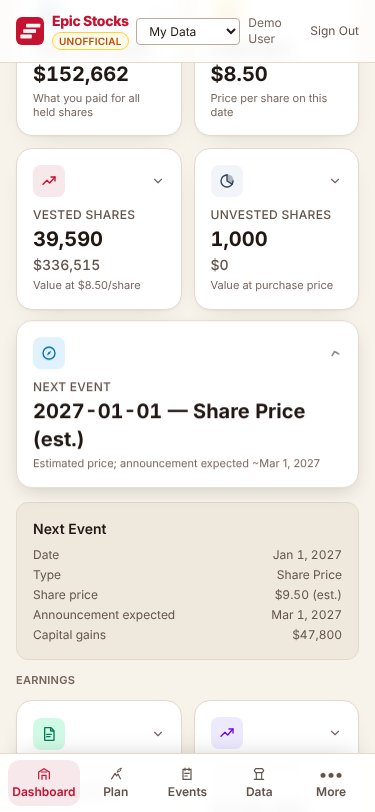 Epic Stocks
UNOFFICIAL
My Data
Demo
User
Sign Out
$152,662
What you paid for all
held shares
$8.50
Price per share on this
date
VESTED SHARES
39,590
$336,515
Value at $8.50/share
UNVESTED SHARES
1,000
$0
Value at purchase price
NEXT EVENT
2027-01-01 — Share Price
(est.)
Estimated price; announcement expected ~Mar 1, 2027
Next Event
Date Jan 1, 2027
Type Share Price
Share price $9.50 (est.)
Announcement expected Mar 1, 2027
Capital gains $47,800
EARNINGS
Dashboard
Plan
Events
Data
More